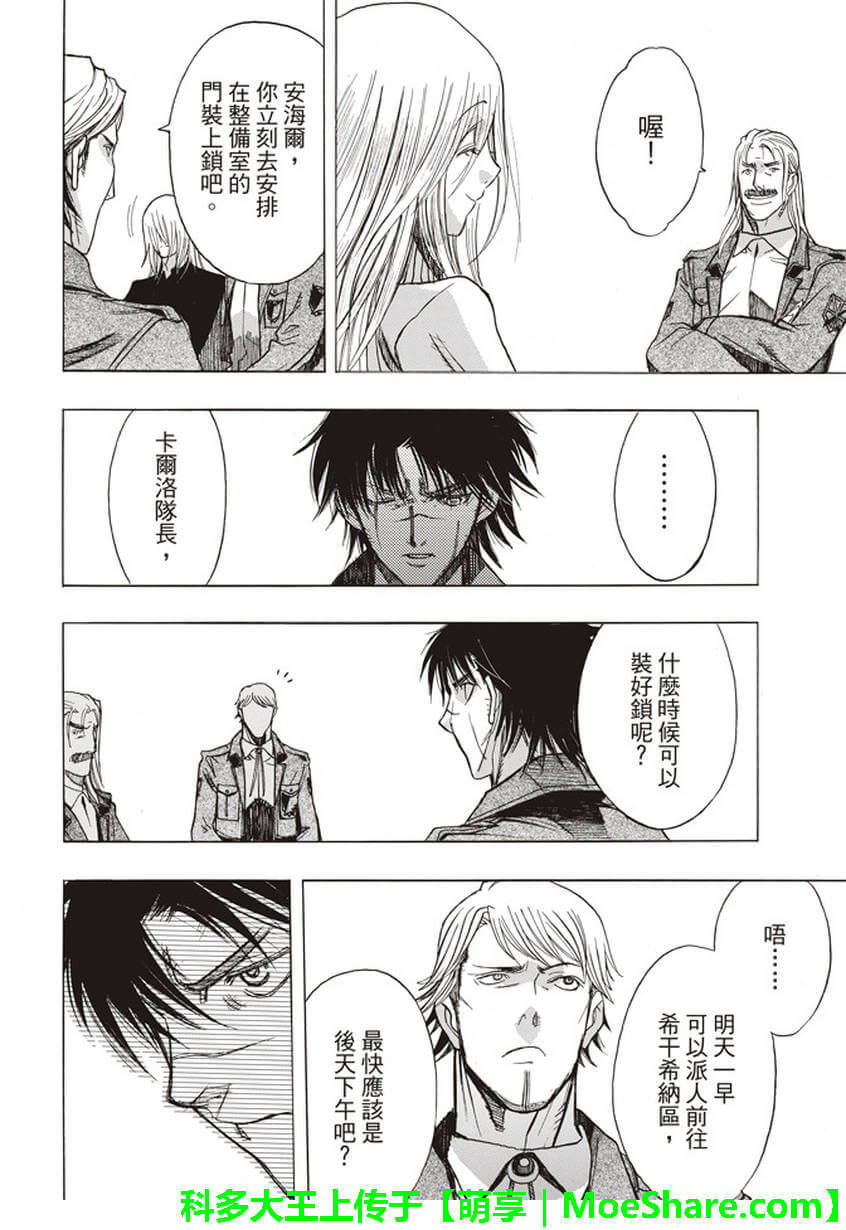 喔！
安海爾，
你立刻去安排
在整備室的
門裝上鎖吧。
………
卡爾洛隊長，
什麼時候可以
裝好鎖呢？
唔……
明天一早
可以派人前往
希干希納區，
最快應該是
後天下午吧？
科多大王上传于【萌享｜MoeShare.com】